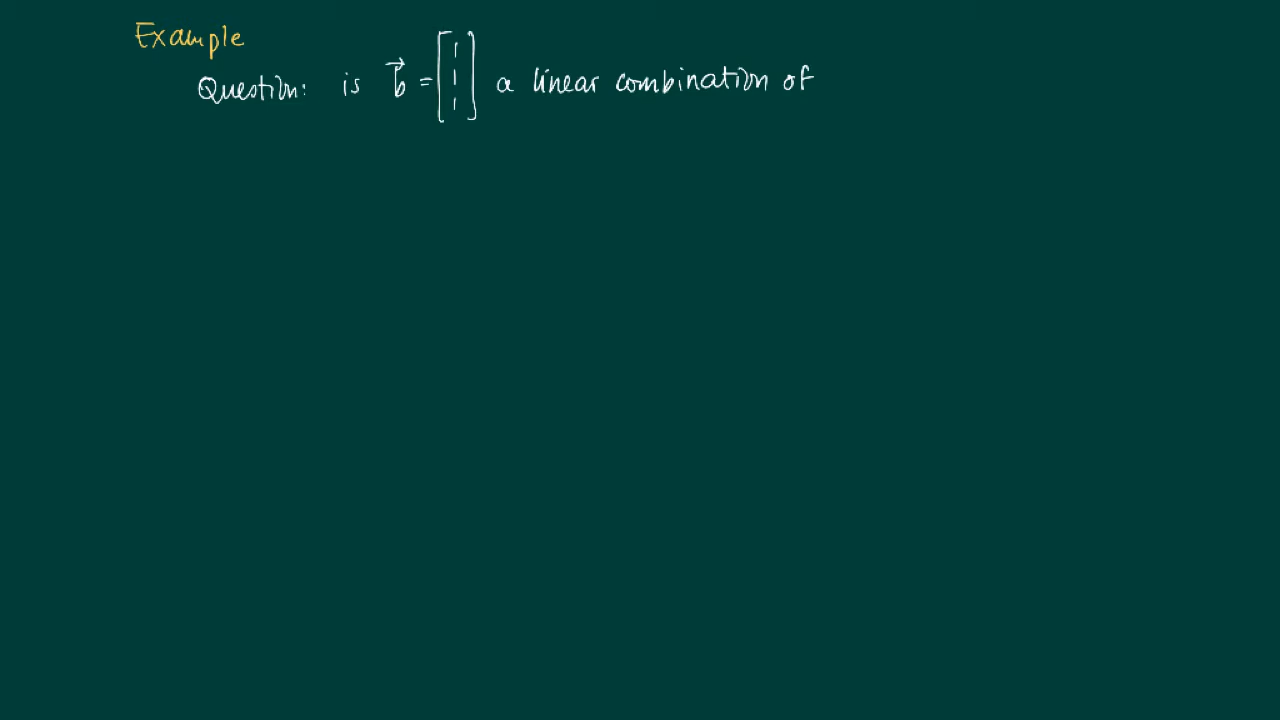 Example
Question: is b⃗ = [1 1 1] a linear combination of